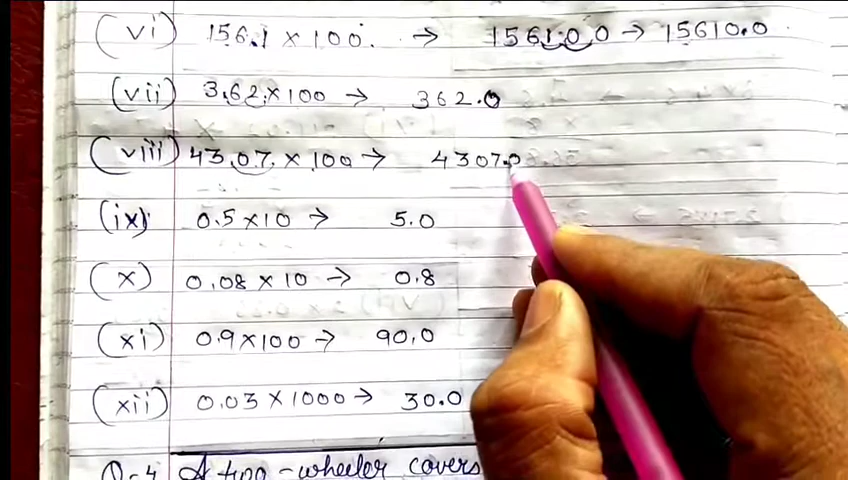 (vi) 156.1 × 100. → 15610.0 → 15610.0
(vii) 3.62 × 100 → 362.0
(viii) 43.07. × 100 → 4307.0
(ix) 0.5 × 10 → 5.0
(x) 0.08 × 10 → 0.8
(xi) 0.9 × 100 → 90.0
(xii) 0.03 × 1000 → 30.0
Q-4 A two-wheeler covers